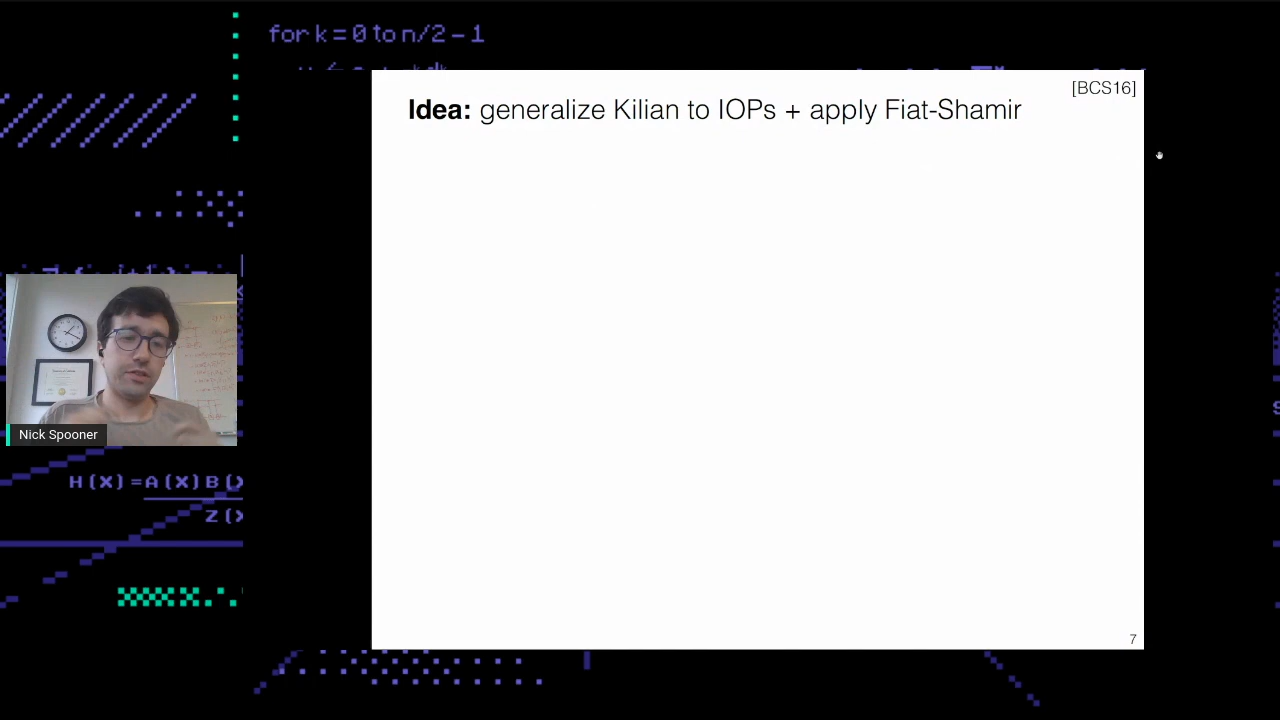 for k = 0 to n/2 - 1
[BCS16]
Idea: generalize Kilian to IOPs + apply Fiat-Shamir
Nick Spooner
H(X) = A(X) B(X
Z(X
7